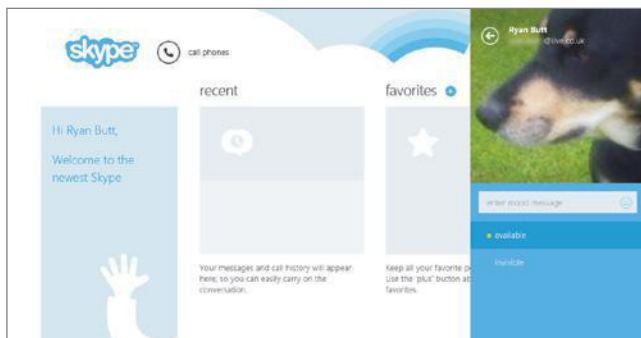 skype
call phones
recent
favorites
Hi Ryan Butt,
Welcome to the
newest Skype
Your messages and call history will appear
here, so you can easily carry on the
conversation.
Keep all your favorite
use the 'plus' button
favorites.
Ryan Butt
@live.co.uk
enter mood message
available
invisible